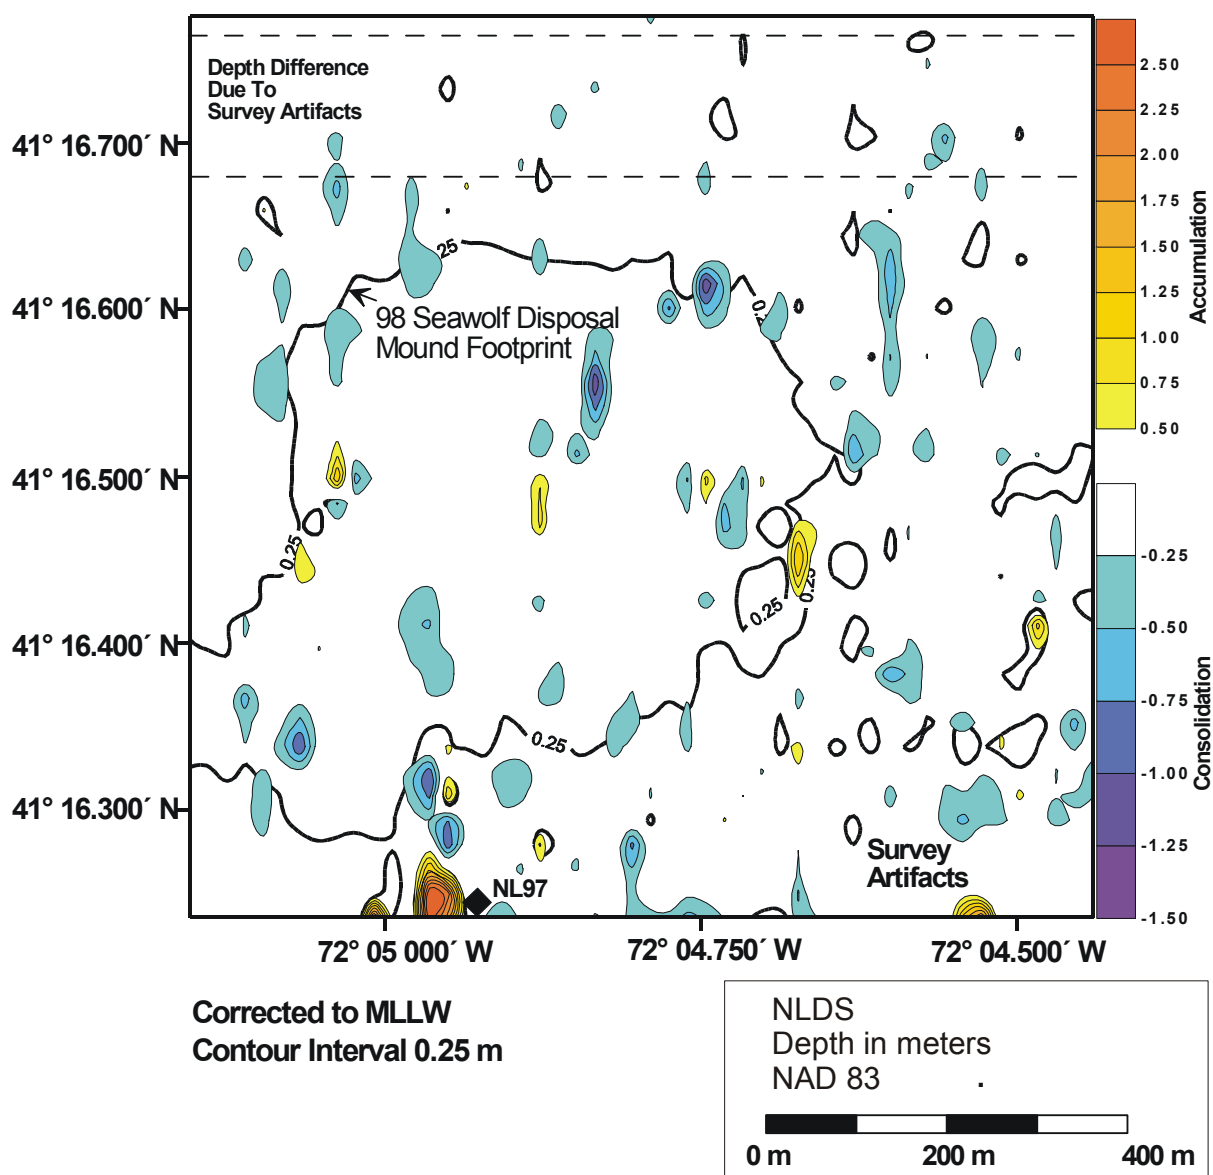 Depth Difference
Due To
Survey Artifacts
41° 16.700´ N
41° 16.600´ N
41° 16.500´ N
41° 16.400´ N
41° 16.300´ N
25
0.2
98 Seawolf Disposal
Mound Footprint
0.25
0.25
0.25
0.25
Survey
Artifacts
NL97
72° 05 000´ W
72° 04.750´ W
72° 04.500´ W
2.50
2.25
2.00
1.75
1.50
1.25
1.00
0.75
0.50
Accumulation
-0.25
-0.50
-0.75
-1.00
-1.25
-1.50
Consolidation
Corrected to MLLW
Contour Interval 0.25 m
NLDS
Depth in meters
NAD 83
0 m 200 m 400 m